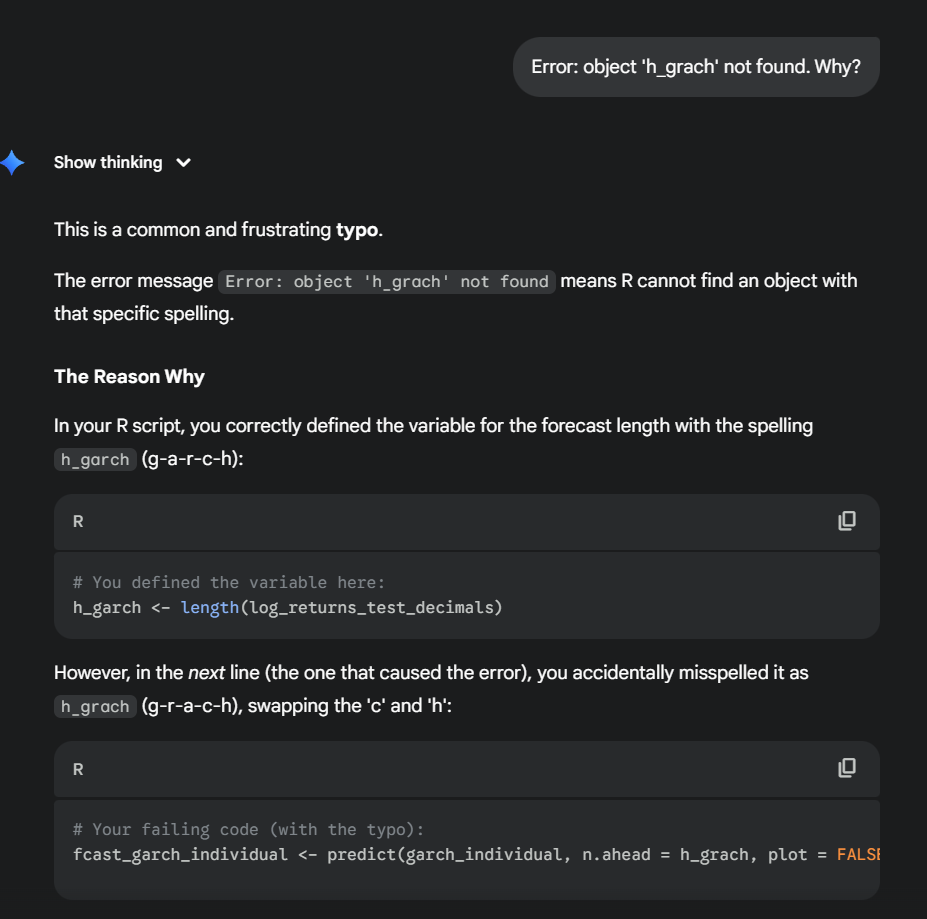 Error: object 'h_grach' not found. Why?
Show thinking
This is a common and frustrating typo.
The error message Error: object 'h_grach' not found means R cannot find an object with
that specific spelling.
The Reason Why
In your R script, you correctly defined the variable for the forecast length with the spelling
h_garch (g-a-r-c-h):
R
# You defined the variable here:
h_garch <- length(log_returns_test_decimals)
However, in the next line (the one that caused the error), you accidentally misspelled it as
h_grach (g-r-a-c-h), swapping the 'c' and 'h':
R
# Your failing code (with the typo):
fcast_garch_individual <- predict(garch_individual, n.ahead = h_grach, plot = FALSE